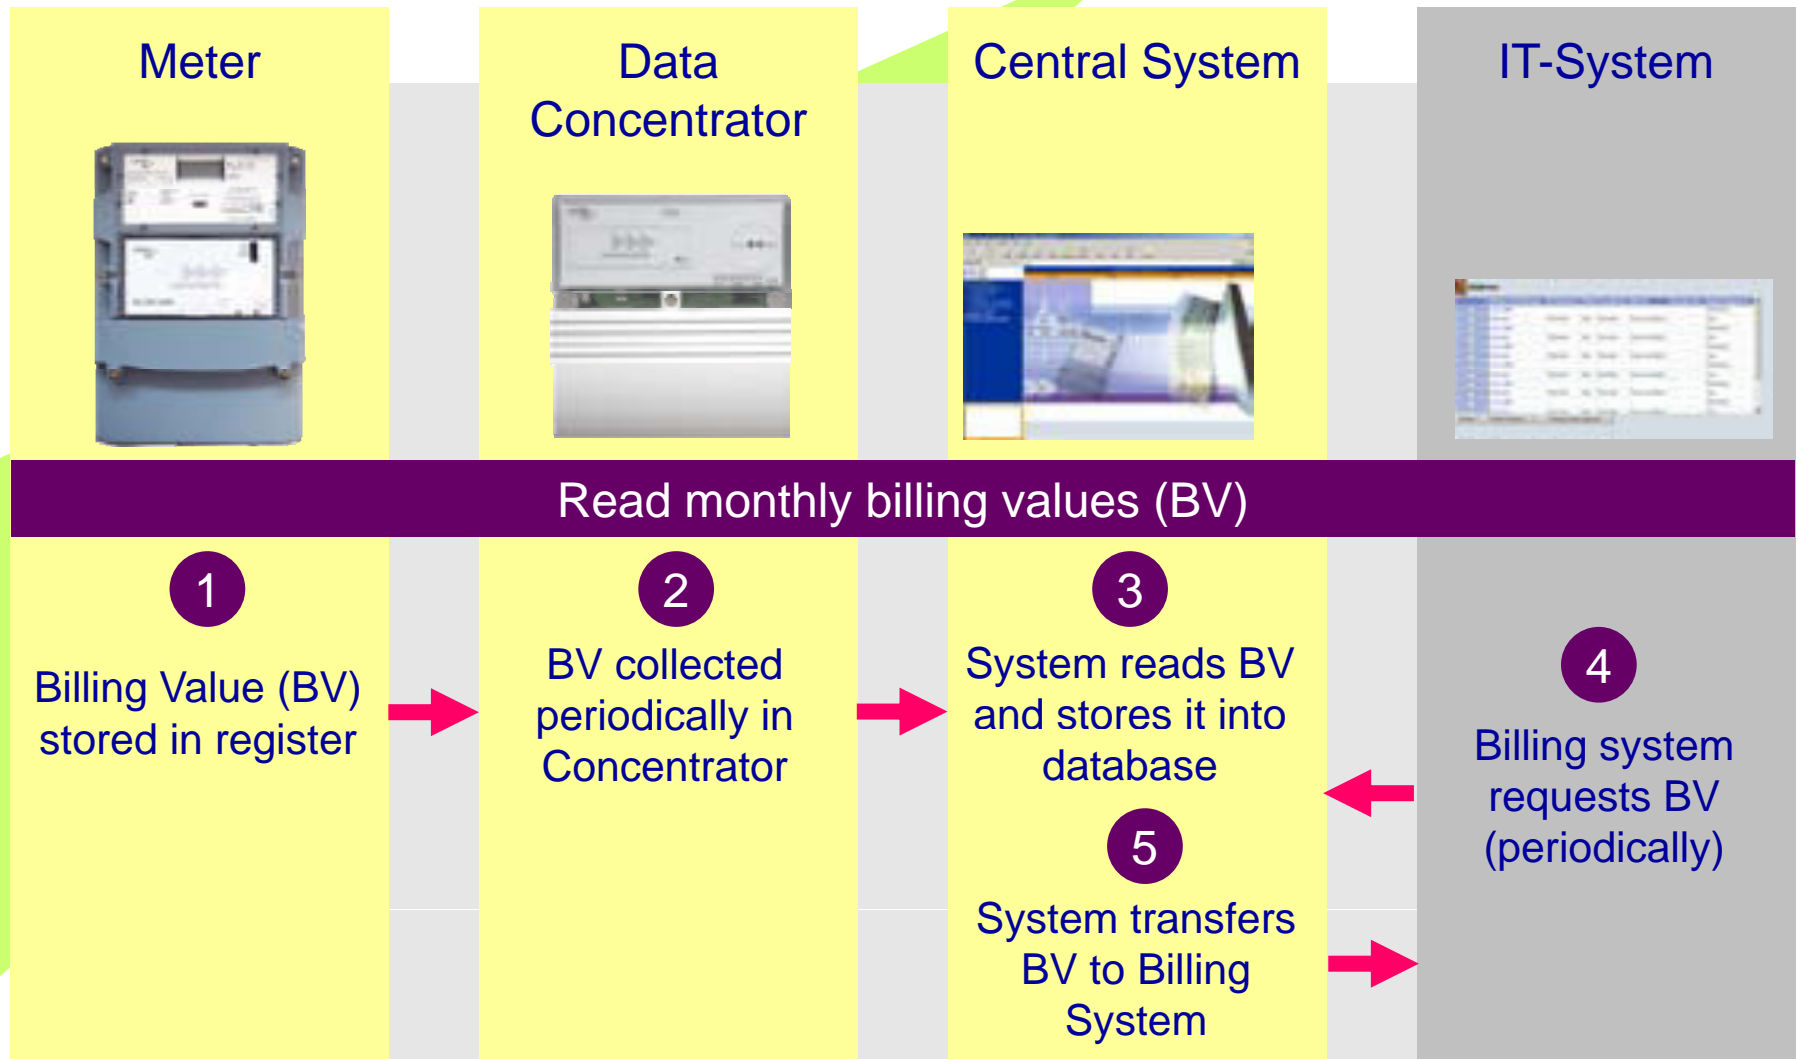 Meter
Data
Concentrator
Central System
IT-System
Read monthly billing values (BV)
1
Billing Value (BV)
stored in register
2
BV collected
periodically in
Concentrator
3
System reads BV
and stores it into
database
4
Billing system
requests BV
(periodically)
5
System transfers
BV to Billing
System